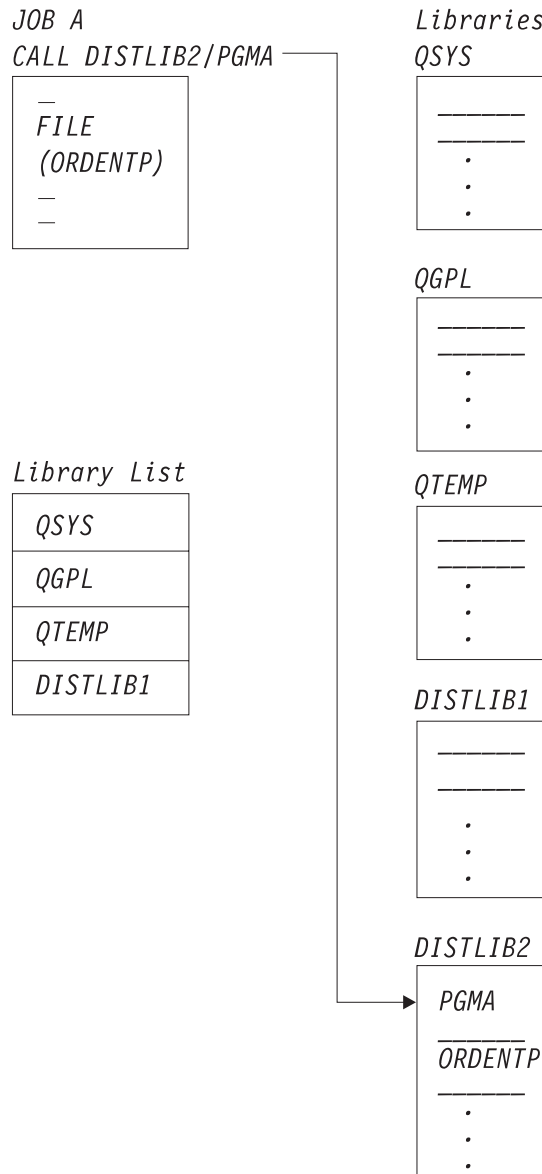 JOB A
CALL DISTLIB2/PGMA
FILE
(ORDENTP)
Library List
QSYS
QGPL
QTEMP
DISTLIB1
Libraries
QSYS
QGPL
QTEMP
DISTLIB1
DISTLIB2
PGMA
ORDENTP